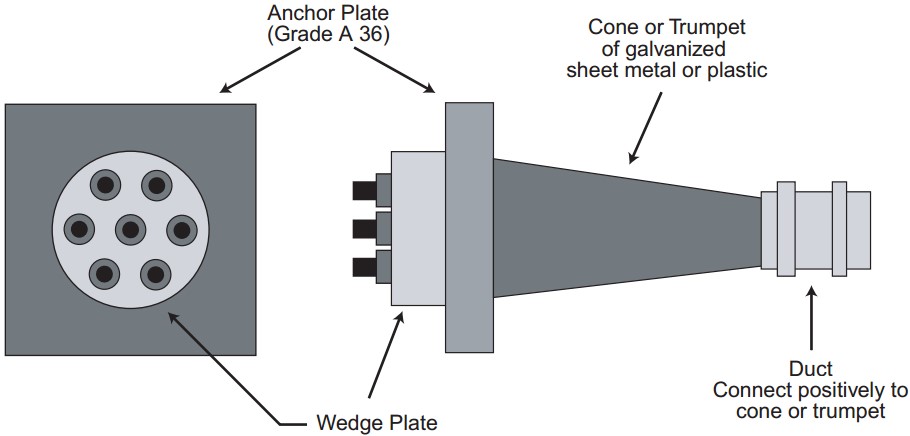 Anchor Plate
(Grade A 36)
Cone or Trumpet
of galvanized
sheet metal or plastic
Duct
Connect positively to
cone or trumpet
Wedge Plate